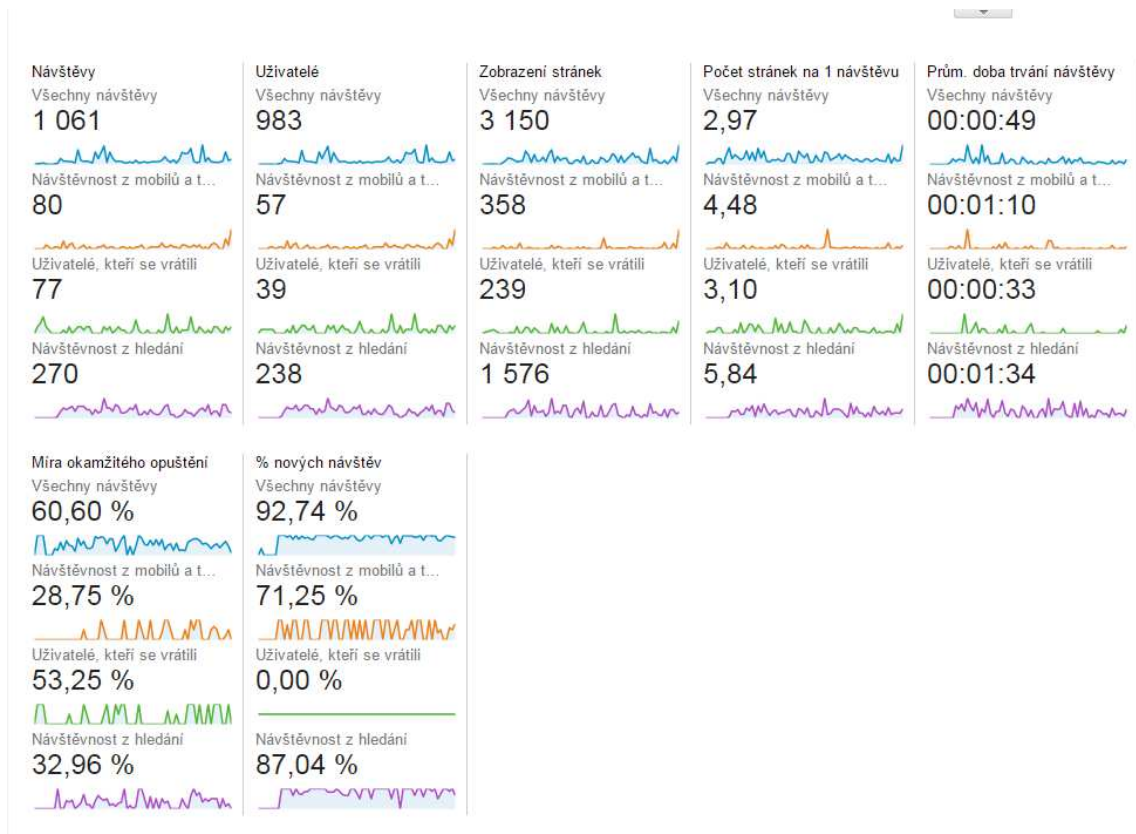 Návštěvy
Všechny návštěvy
1 061
Návštěvnost z mobilů a t...
80
Uživatelé, kteří se vrátili
77
Návštěvnost z hledání
270
Uživatelé
Všechny návštěvy
983
Návštěvnost z mobilů a t...
57
Uživatelé, kteří se vrátili
39
Návštěvnost z hledání
238
Zobrazení stránek
Všechny návštěvy
3 150
Návštěvnost z mobilů a t...
358
Uživatelé, kteří se vrátili
239
Návštěvnost z hledání
1 576
Počet stránek na 1 návštěvu
Všechny návštěvy
2,97
Návštěvnost z mobilů a t...
4,48
Uživatelé, kteří se vrátili
3,10
Návštěvnost z hledání
5,84
Prům. doba trvání návštěvy
Všechny návštěvy
00:00:49
Návštěvnost z mobilů a t...
00:01:10
Uživatelé, kteří se vrátili
00:00:33
Návštěvnost z hledání
00:01:34
Míra okamžitého opuštění
Všechny návštěvy
60,60 %
Návštěvnost z mobilů a t...
28,75 %
Uživatelé, kteří se vrátili
53,25 %
Návštěvnost z hledání
32,96 %
% nových návštěv
Všechny návštěvy
92,74 %
Návštěvnost z mobilů a t...
71,25 %
Uživatelé, kteří se vrátili
0,00 %
Návštěvnost z hledání
87,04 %